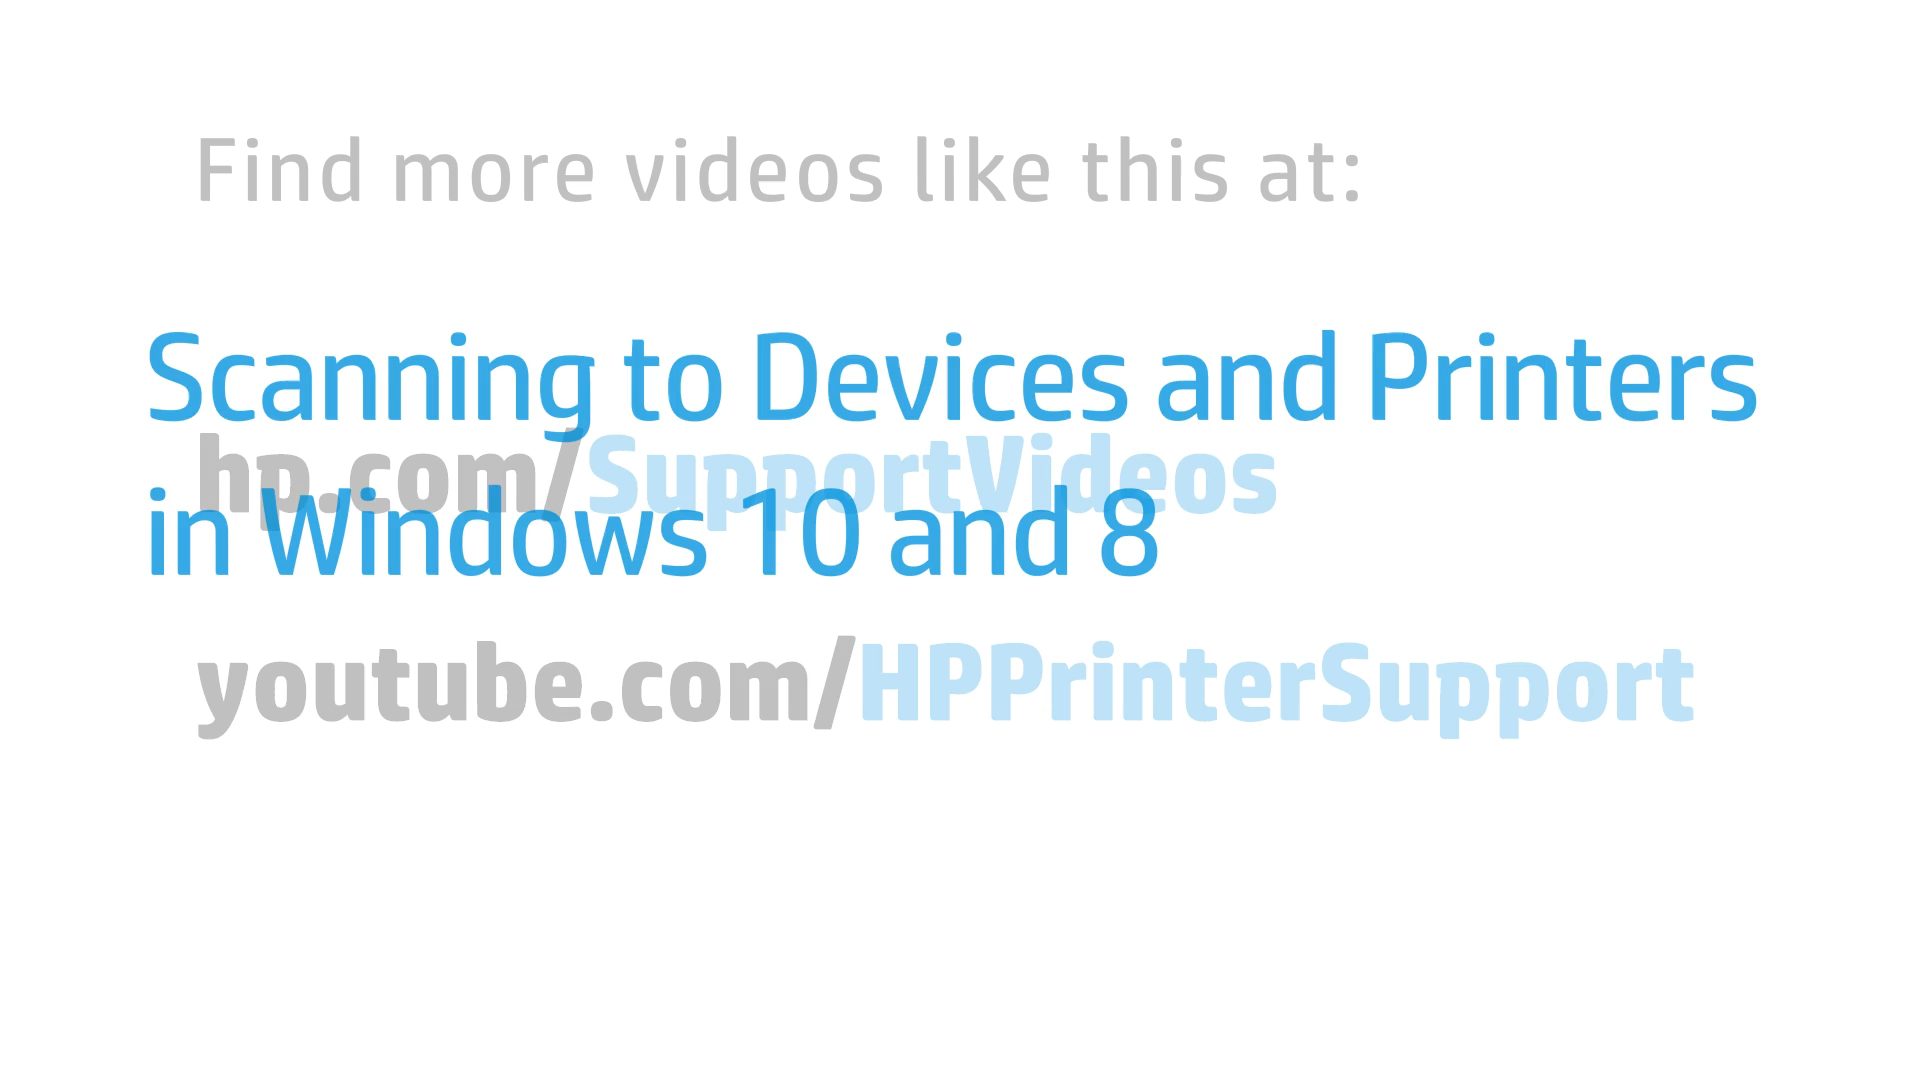 Find more videos like this at:
Scanning to Devices and Printers
hp.com/SupportVideos
in Windows 10 and 8
youtube.com/HPPrinterSupport